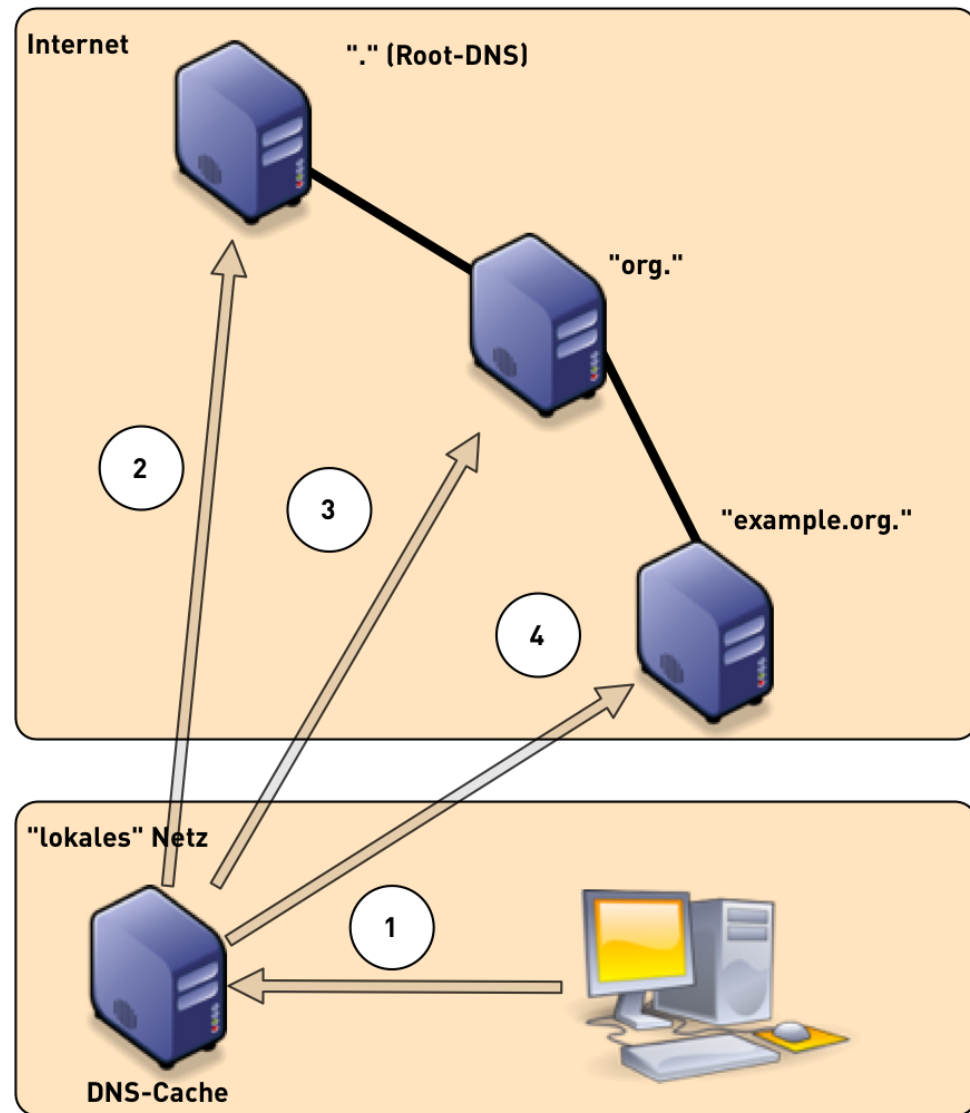 Internet
"." (Root-DNS)
"org."
2
3
"example.org."
4
"lokales" Netz
1
DNS-Cache